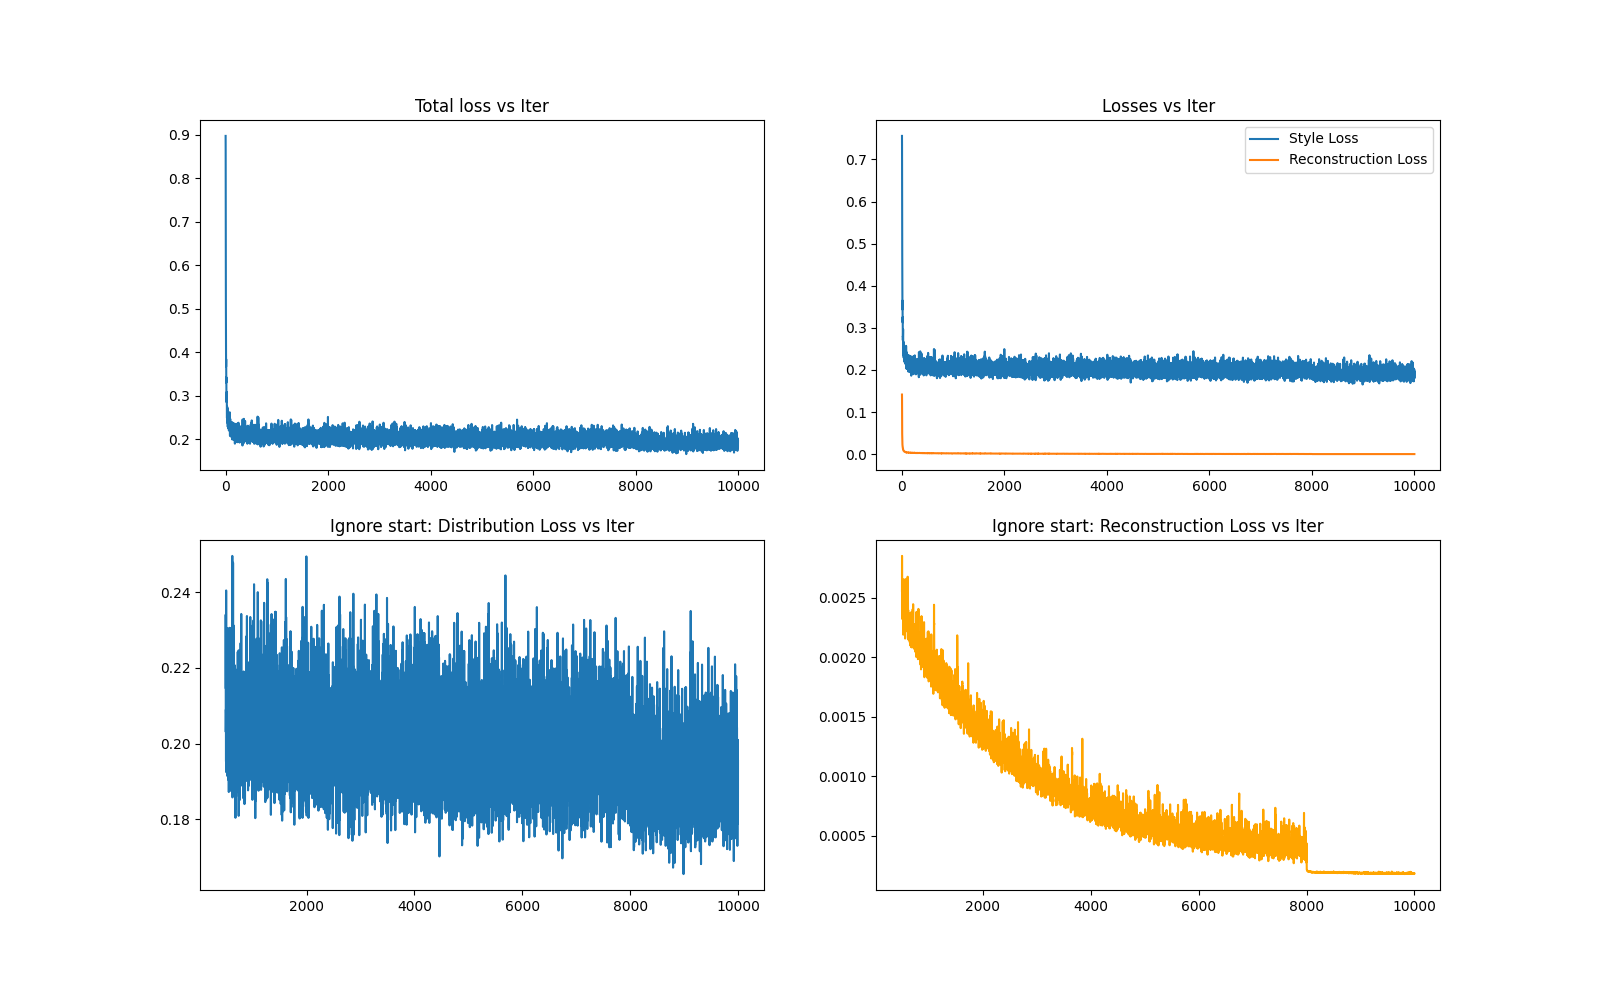 Total loss vs Iter
0.9
0.8
0.7
0.6
0.5
0.4
0.3
0.2
0 2000 4000 6000 8000 10000
Losses vs Iter
Style Loss
Reconstruction Loss
0.7
0.6
0.5
0.4
0.3
0.2
0.1
0.0
0 2000 4000 6000 8000 10000
Ignore start: Distribution Loss vs Iter
0.24
0.22
0.20
0.18
2000 4000 6000 8000 10000
Ignore start: Reconstruction Loss vs Iter
0.0025
0.0020
0.0015
0.0010
0.0005
2000 4000 6000 8000 10000